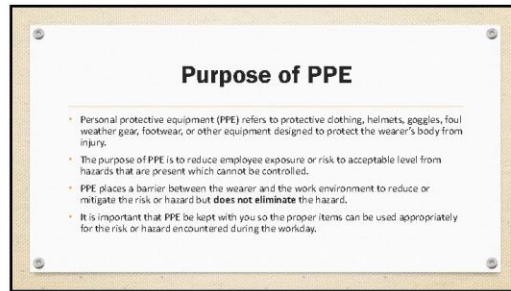 Purpose of PPE
• Personal protective equipment (PPE) refers to protective clothing, helmets, goggles, foul
weather gear, footwear, or other equipment designed to protect the wearer's body from
injury.
• The purpose of PPE is to reduce employee exposure or risk to acceptable level from
hazards that are present which cannot be controlled.
• PPE places a barrier between the wearer and the work environment to reduce or
mitigate the risk or hazard but does not eliminate the hazard.
• It is important that PPE be kept with you so the proper items can be used appropriately
for the risk or hazard encountered during the workday.